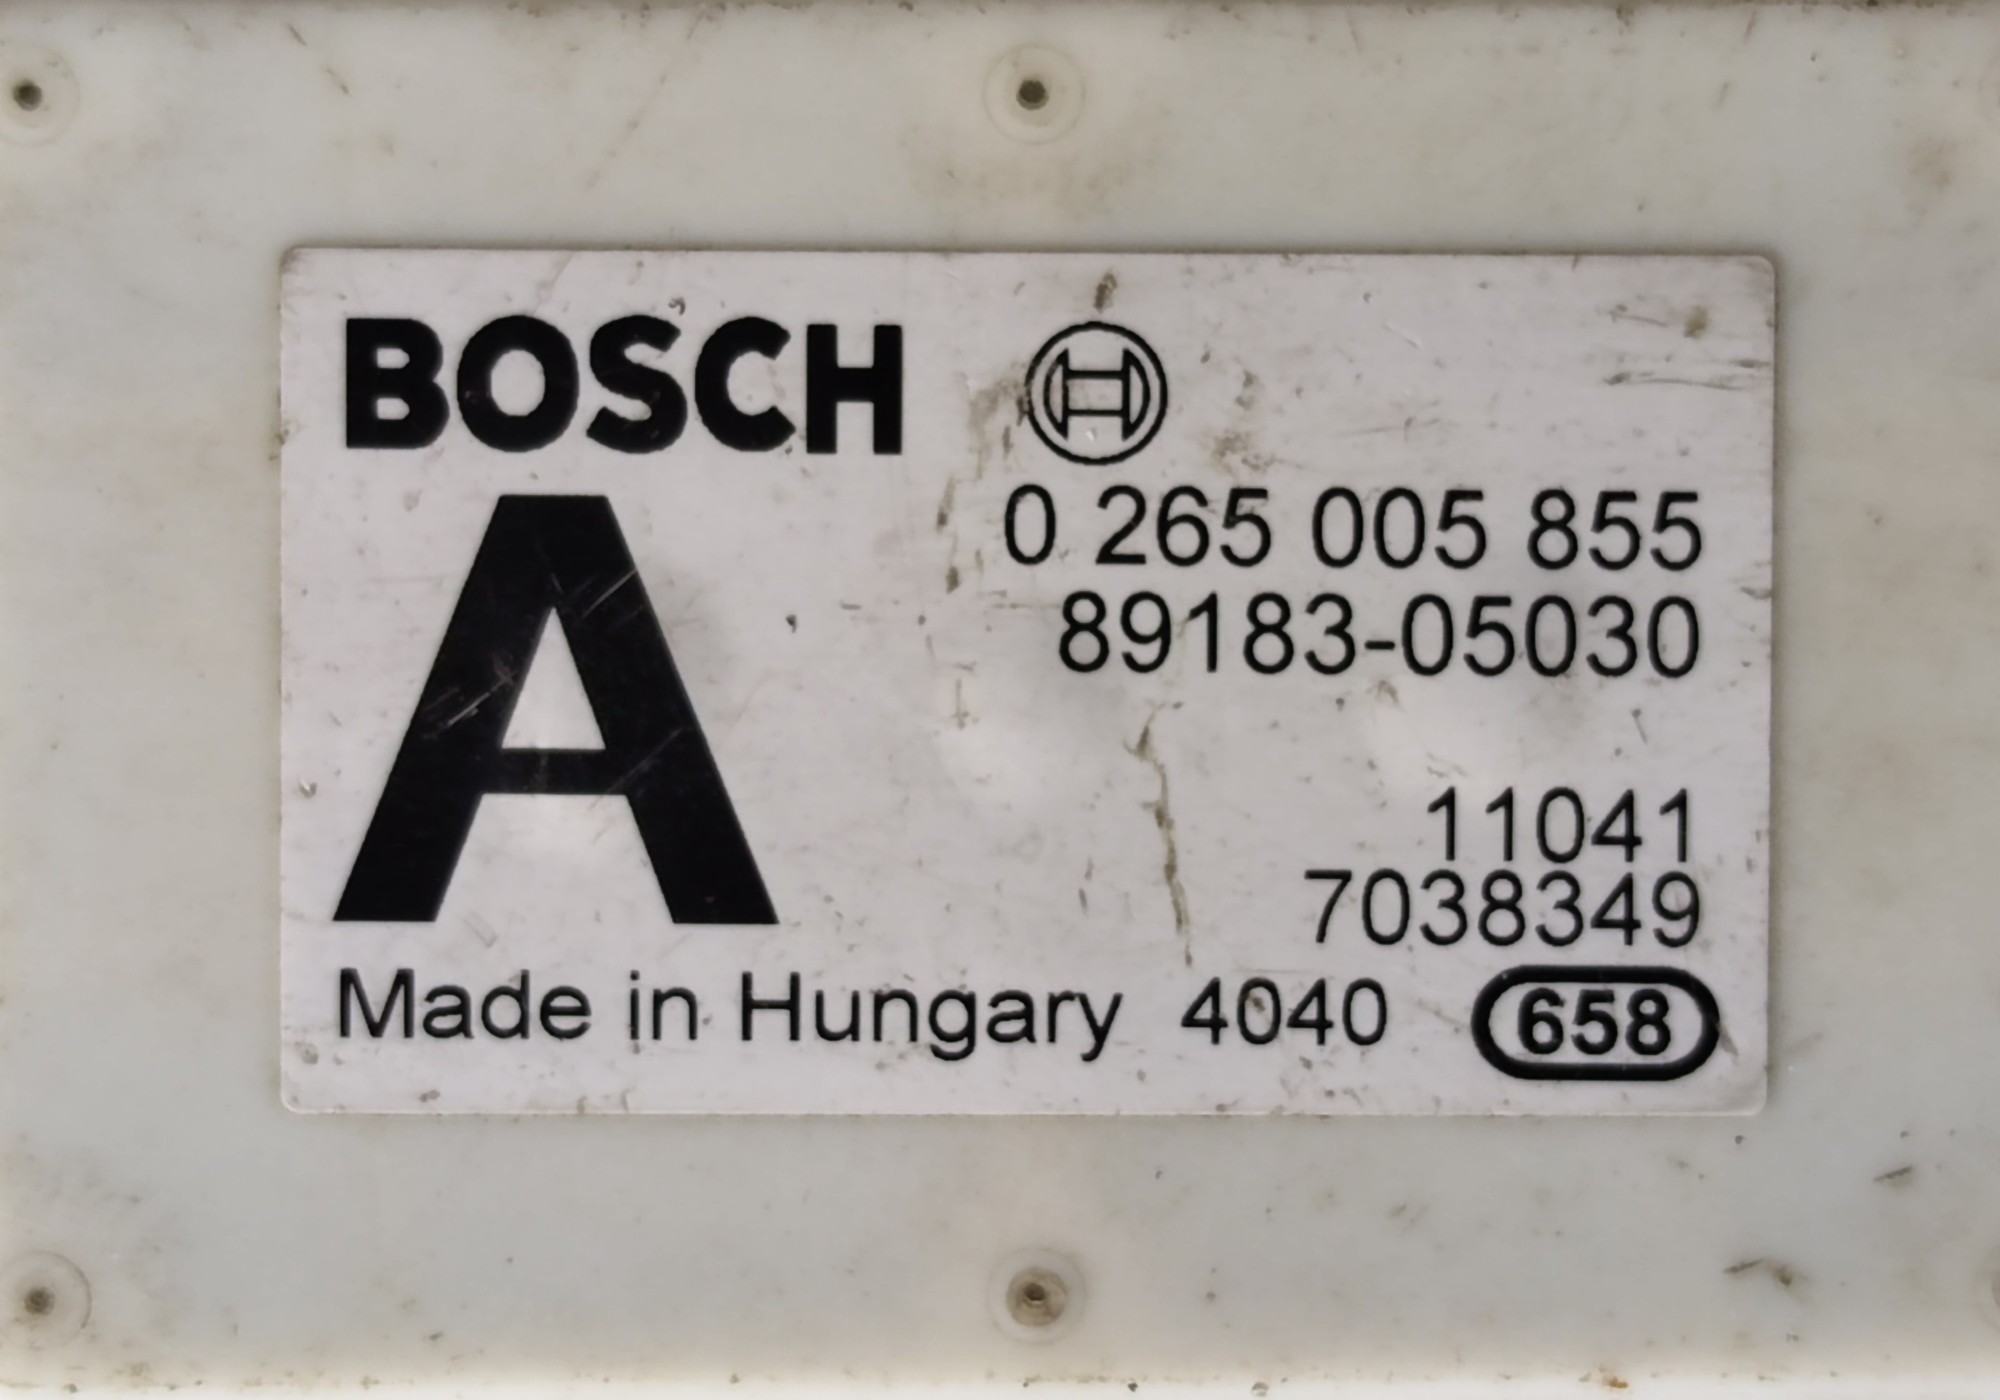 BOSCH
0 265 005 855
89183-05030
A
11041
7038349
Made in Hungary 4040 658